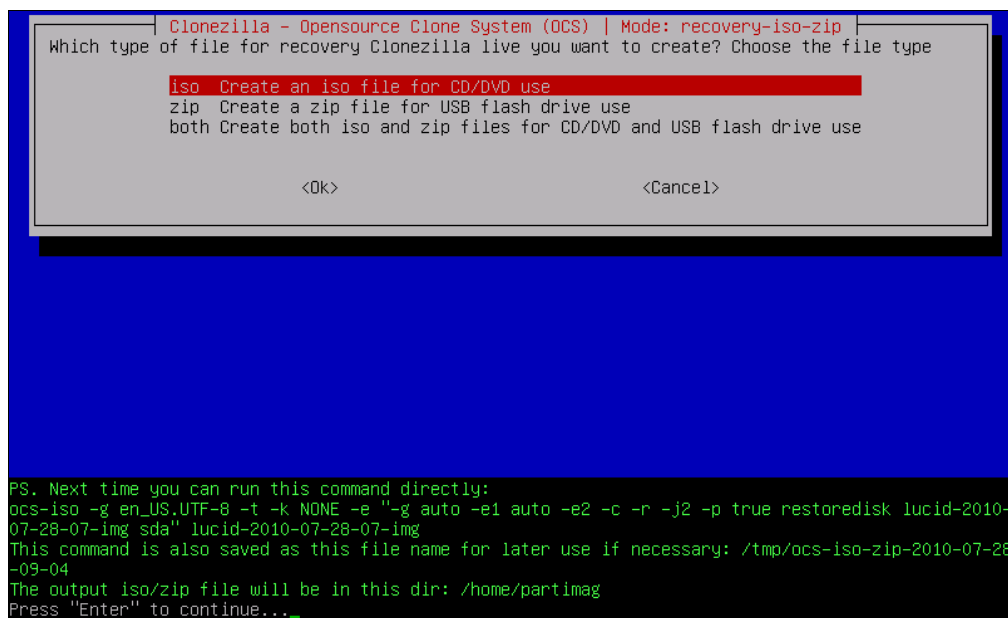 Clonezilla - Opensource Clone System (OCS) | Mode: recovery-iso-zip
Which type of file for recovery Clonezilla live you want to create? Choose the file type
iso Create an iso file for CD/DVD use
zip Create a zip file for USB flash drive use
both Create both iso and zip files for CD/DVD and USB flash drive use
<Ok> <Cancel>
PS. Next time you can run this command directly:
ocs-iso -g en_US.UTF-8 -t -k NONE -e "-g auto -e1 auto -e2 -c -r -j2 -p true restoredisk lucid-2010-
07-28-07-img sda" lucid-2010-07-28-07-img
This command is also saved as this file name for later use if necessary: /tmp/ocs-iso-zip-2010-07-28
-09-04
The output iso/zip file will be in this dir: /home/partimag
Press "Enter" to continue..._